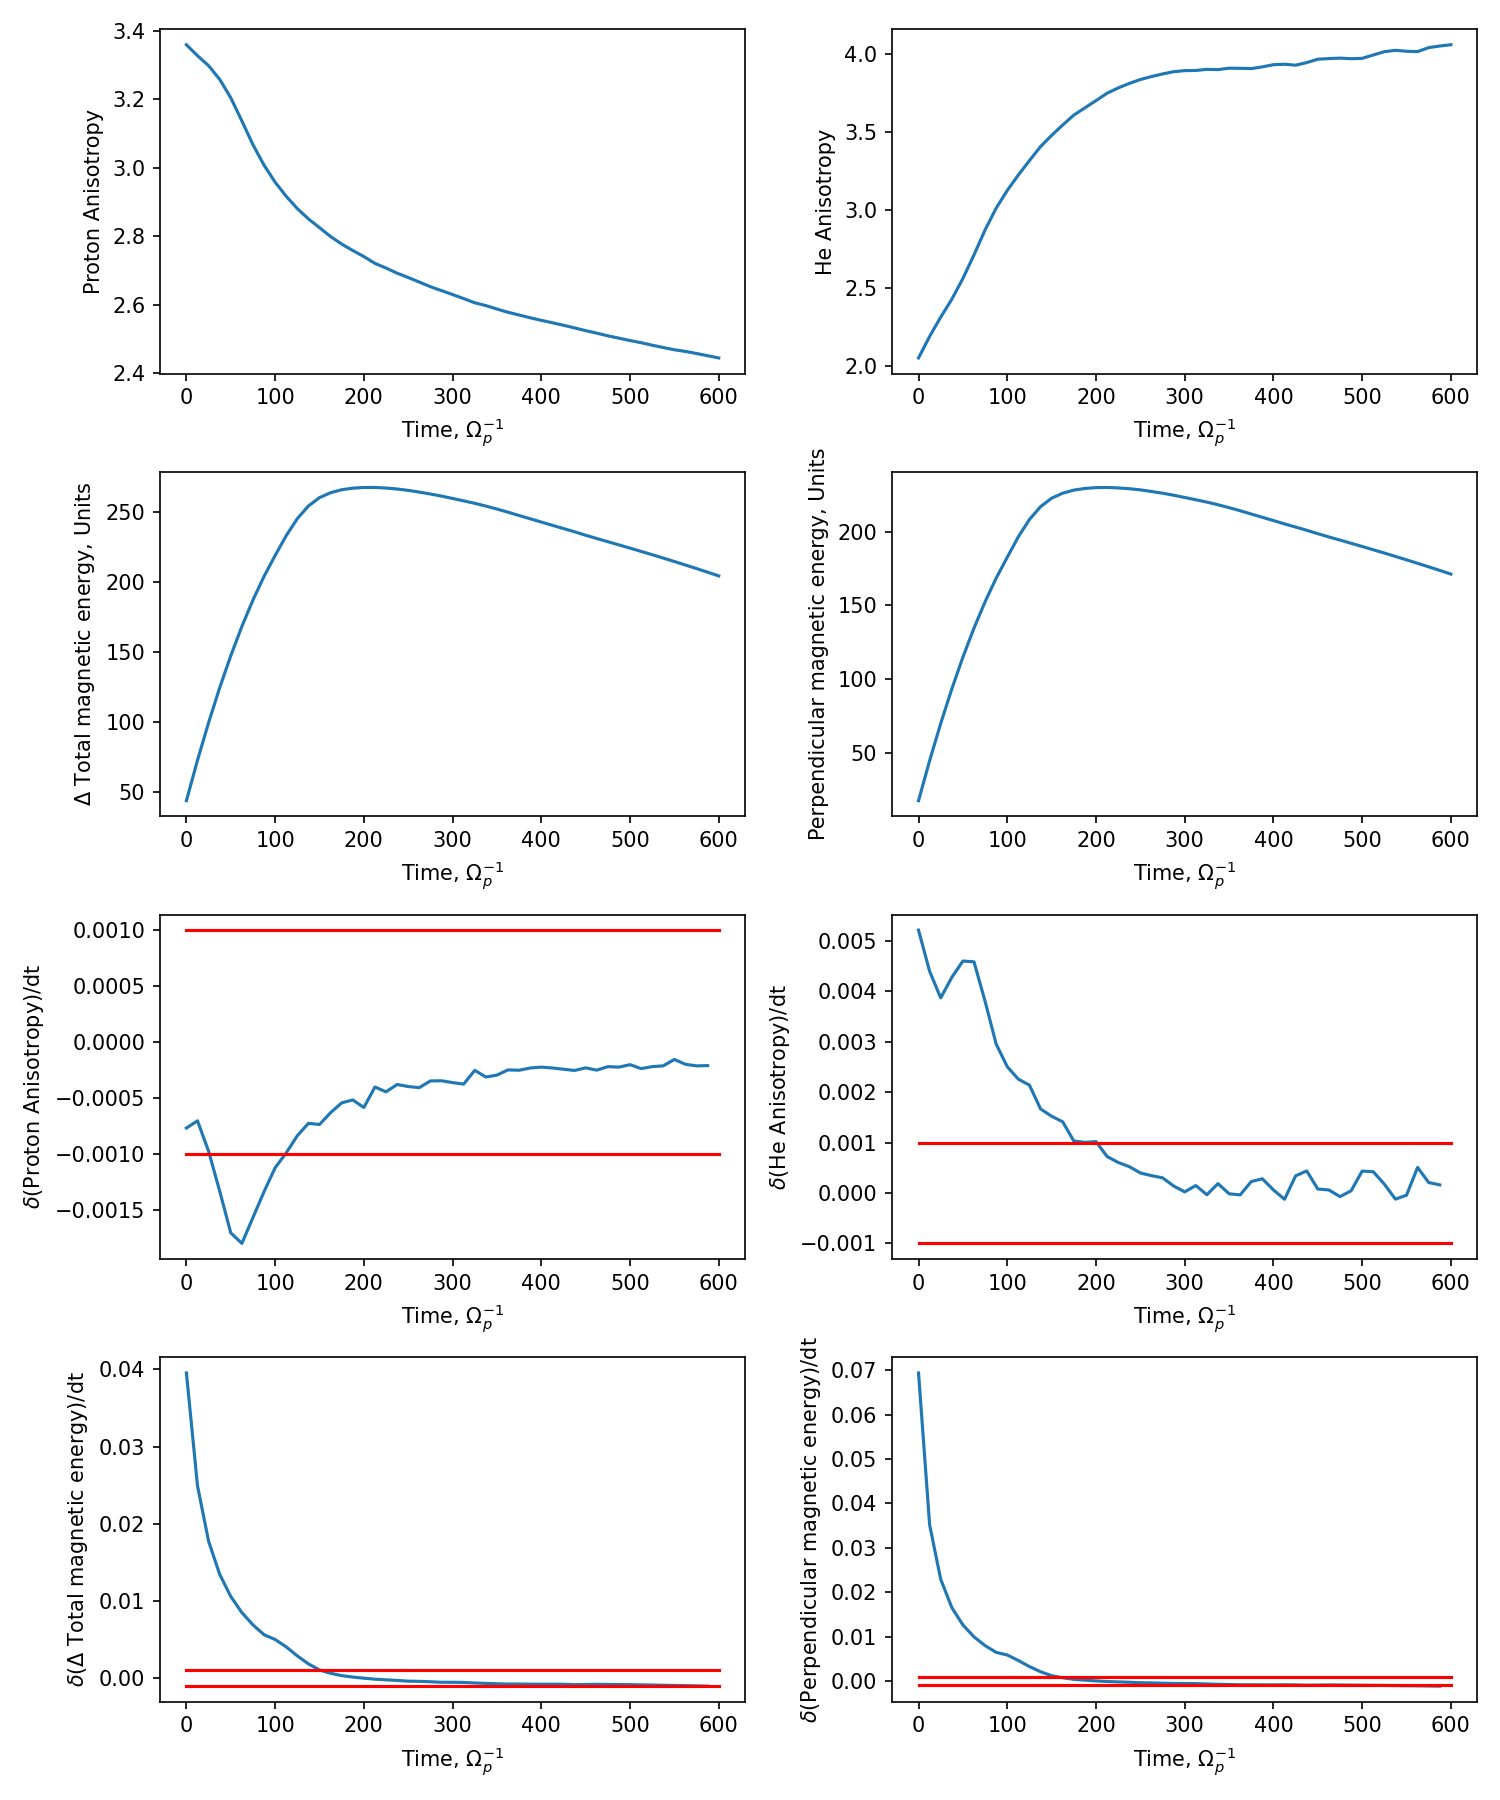 Proton Anisotropy
3.4
3.2
3.0
2.8
2.6
2.4
0 100 200 300 400 500 600
Time, Ω_p^{-1}
He Anisotropy
4.0
3.5
3.0
2.5
2.0
0 100 200 300 400 500 600
Time, Ω_p^{-1}
Δ Total magnetic energy, Units
250
200
150
100
50
0 100 200 300 400 500 600
Time, Ω_p^{-1}
Perpendicular magnetic energy, Units
200
150
100
50
0 100 200 300 400 500 600
Time, Ω_p^{-1}
δ(Proton Anisotropy)/dt
0.0010
0.0005
0.0000
−0.0005
−0.0010
−0.0015
0 100 200 300 400 500 600
Time, Ω_p^{-1}
δ(He Anisotropy)/dt
0.005
0.004
0.003
0.002
0.001
0.000
−0.001
0 100 200 300 400 500 600
Time, Ω_p^{-1}
δ(Δ Total magnetic energy)/dt
0.04
0.03
0.02
0.01
0.00
0 100 200 300 400 500 600
Time, Ω_p^{-1}
δ(Perpendicular magnetic energy)/dt
0.07
0.06
0.05
0.04
0.03
0.02
0.01
0.00
0 100 200 300 400 500 600
Time, Ω_p^{-1}